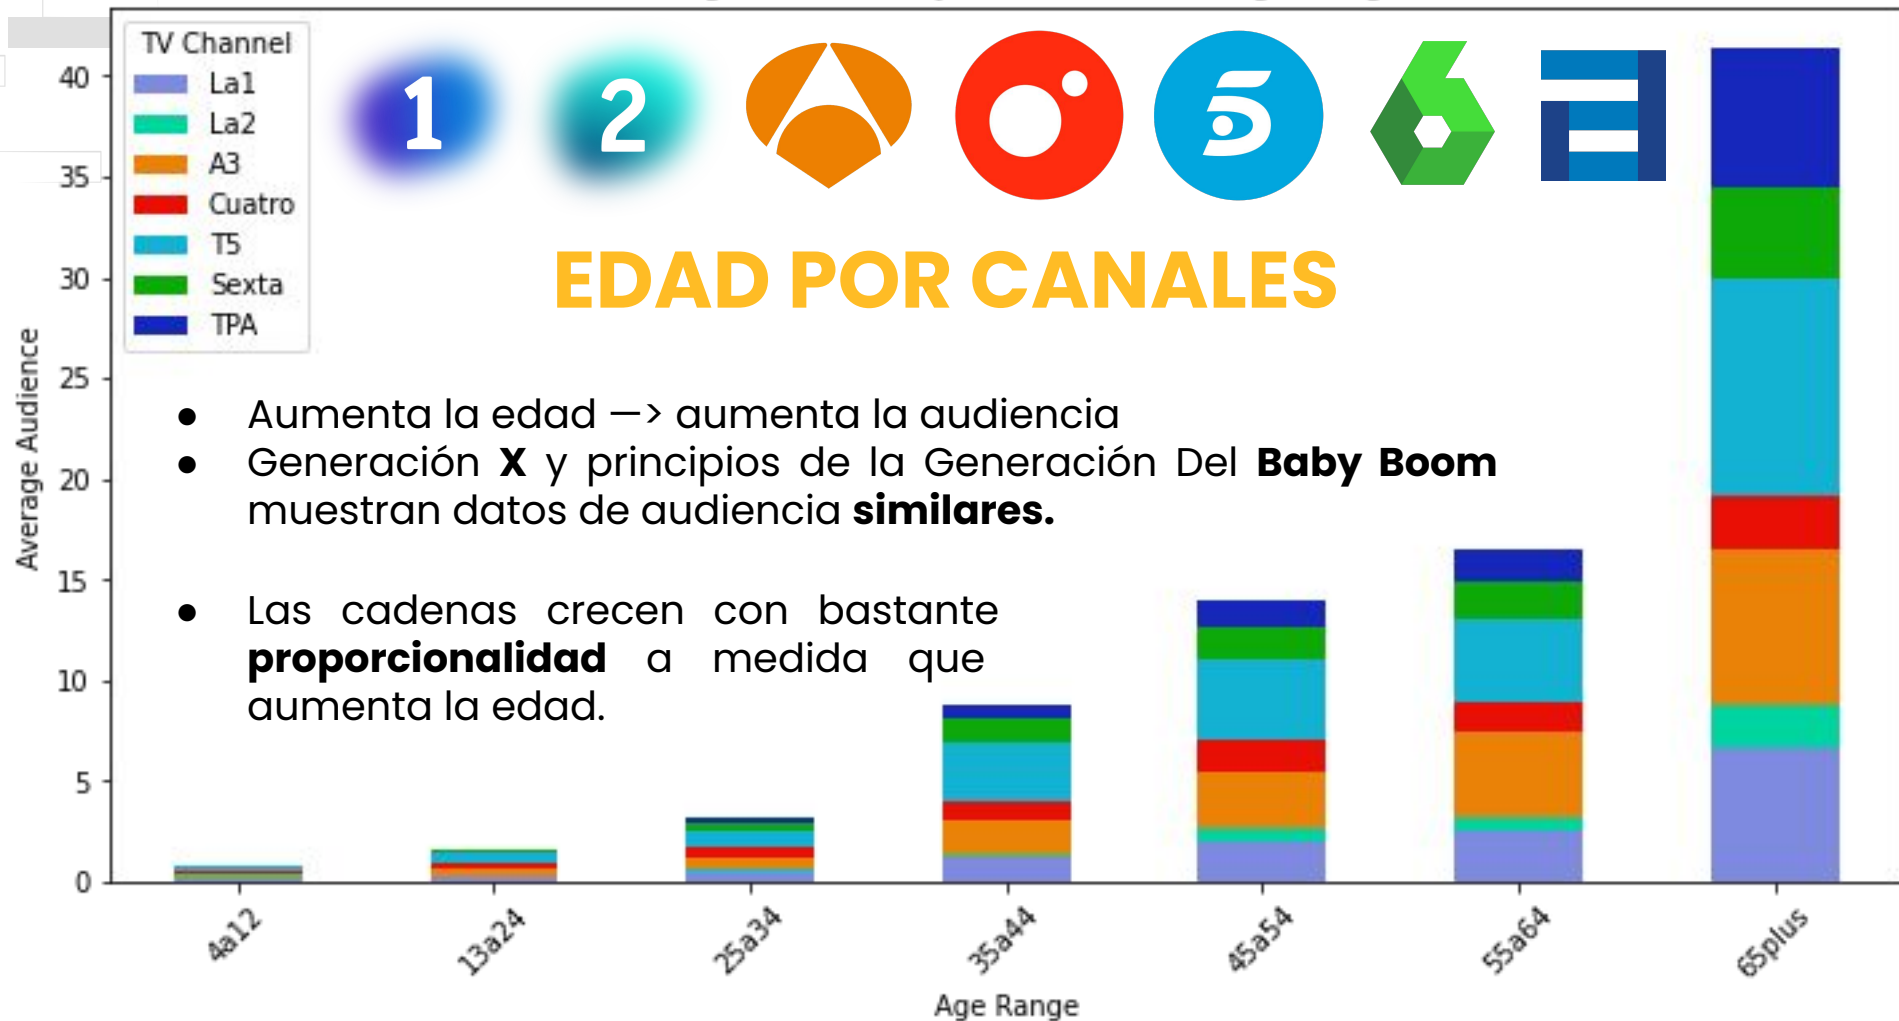 TV Channel
La1
La2
A3
Cuatro
T5
Sexta
TPA
1
2
5
6
EDAD POR CANALES
● Aumenta la edad —> aumenta la audiencia
● Generación X y principios de la Generación Del Baby Boom
muestran datos de audiencia similares.
● Las cadenas crecen con bastante
proporcionalidad a medida que
aumenta la edad.
Average Audience
40
35
30
25
20
15
10
5
0
4a12
13a24
25a34
35a44
45a54
55a64
65plus
Age Range